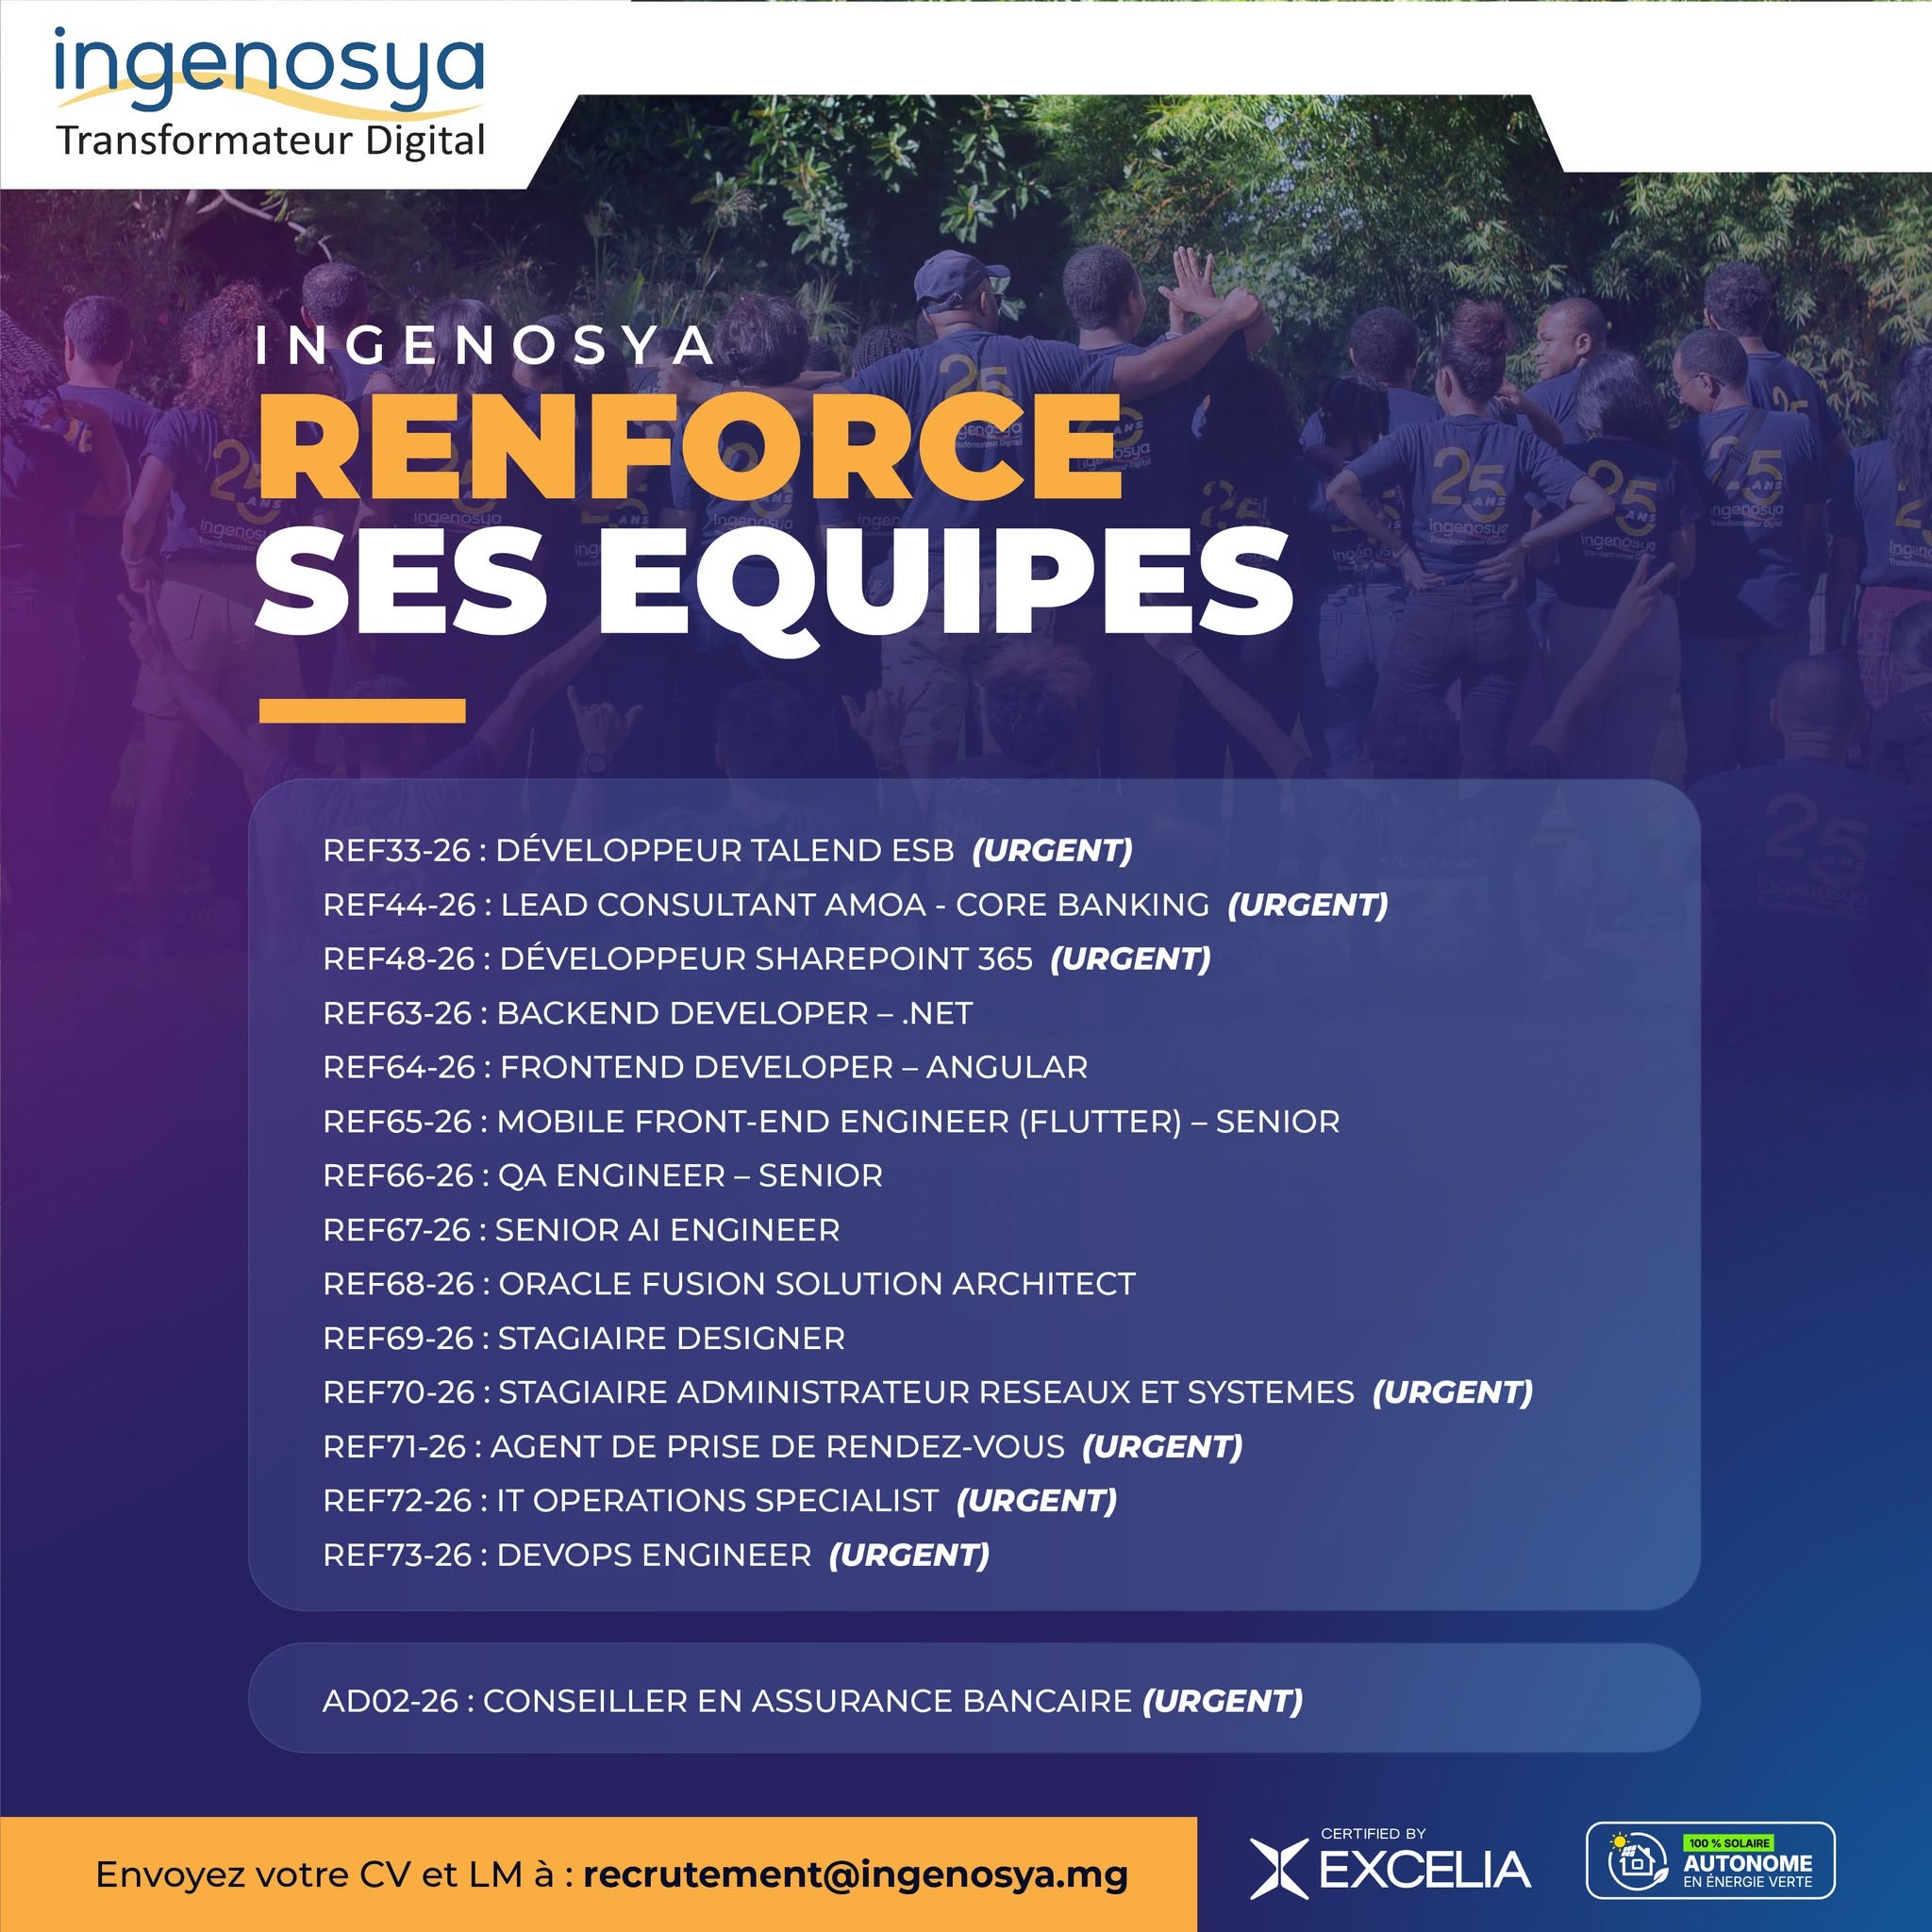 ingenosya
Transformateur Digital
INGENOSYA
RENFORCE
SES EQUIPES
REF33-26 : DÉVELOPPEUR TALEND ESB (URGENT)
REF44-26 : LEAD CONSULTANT AMOA - CORE BANKING (URGENT)
REF48-26 : DÉVELOPPEUR SHAREPOINT 365 (URGENT)
REF63-26 : BACKEND DEVELOPER – .NET
REF64-26 : FRONTEND DEVELOPER – ANGULAR
REF65-26 : MOBILE FRONT-END ENGINEER (FLUTTER) – SENIOR
REF66-26 : QA ENGINEER – SENIOR
REF67-26 : SENIOR AI ENGINEER
REF68-26 : ORACLE FUSION SOLUTION ARCHITECT
REF69-26 : STAGIAIRE DESIGNER
REF70-26 : STAGIAIRE ADMINISTRATEUR RESEAUX ET SYSTEMES (URGENT)
REF71-26 : AGENT DE PRISE DE RENDEZ-VOUS (URGENT)
REF72-26 : IT OPERATIONS SPECIALIST (URGENT)
REF73-26 : DEVOPS ENGINEER (URGENT)
AD02-26 : CONSEILLER EN ASSURANCE BANCAIRE (URGENT)
Envoyez votre CV et LM à : recrutement@ingenosya.mg
CERTIFIED BY
EXCELIA
100 % SOLAIRE
AUTONOME
EN ÉNERGIE VERTE